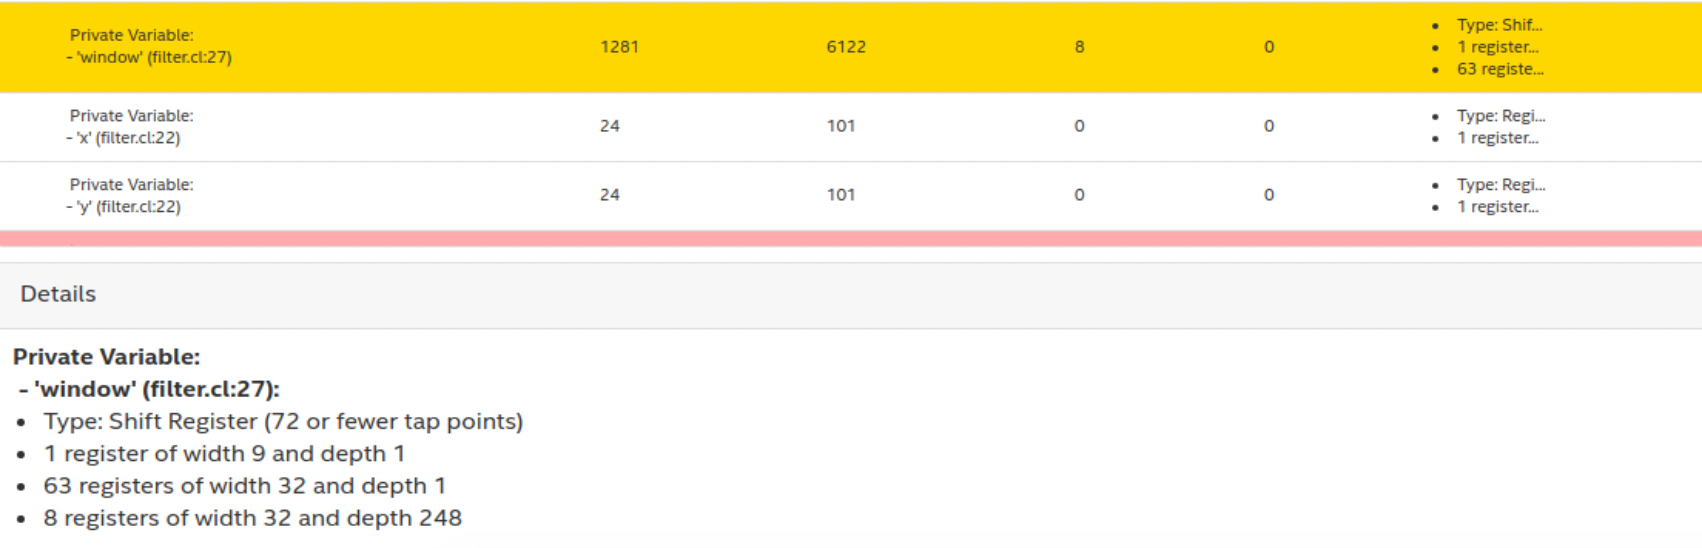 Private Variable:
- 'window' (filter.cl:27)
1281 6122 8 0
• Type: Shif...
• 1 register...
• 63 registe...
Private Variable:
- 'x' (filter.cl:22)
24 101 0 0
• Type: Regi...
• 1 register...
Private Variable:
- 'y' (filter.cl:22)
24 101 0 0
• Type: Regi...
• 1 register...
Details
Private Variable:
- 'window' (filter.cl:27):
• Type: Shift Register (72 or fewer tap points)
• 1 register of width 9 and depth 1
• 63 registers of width 32 and depth 1
• 8 registers of width 32 and depth 248